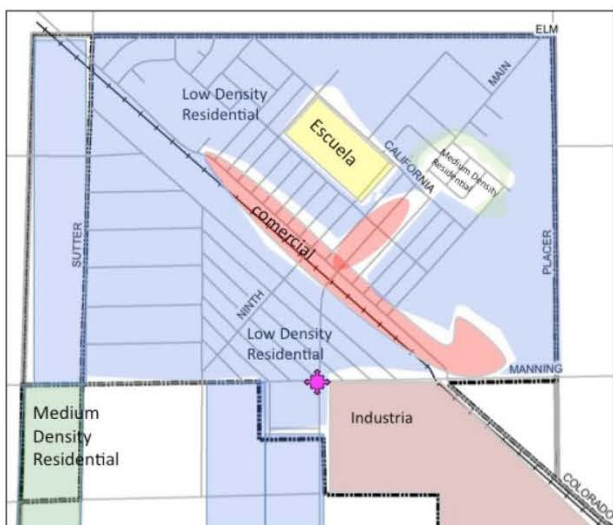 ELM
MAIN
Low Density
Residential
Escuela
CALIFORNIA
Medium Density
Residential
SUTTER
comercial
PLACER
NINTH
Low Density
Residential
MANNING
Medium
Density
Residential
Industria
COLORADO